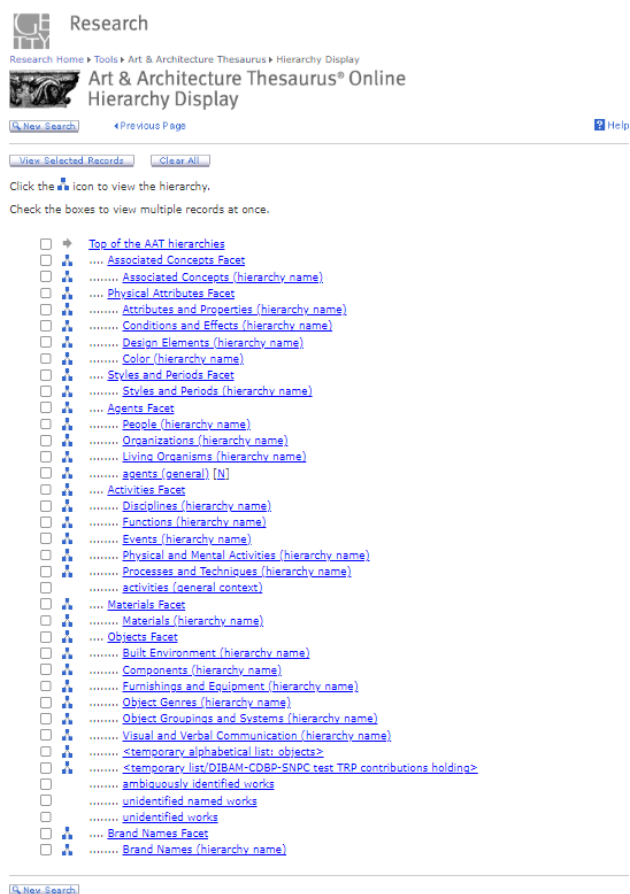 GETTY
Research
Research Home ▸ Tools ▸ Art & Architecture Thesaurus ▸ Hierarchy Display
Art & Architecture Thesaurus® Online
Hierarchy Display
New Search ◂Previous Page ? Help
View Selected Records Clear All
Click the icon to view the hierarchy.
Check the boxes to view multiple records at once.
Top of the AAT hierarchies
.... Associated Concepts Facet
........ Associated Concepts (hierarchy name)
.... Physical Attributes Facet
........ Attributes and Properties (hierarchy name)
........ Conditions and Effects (hierarchy name)
........ Design Elements (hierarchy name)
........ Color (hierarchy name)
.... Styles and Periods Facet
........ Styles and Periods (hierarchy name)
.... Agents Facet
........ People (hierarchy name)
........ Organizations (hierarchy name)
........ Living Organisms (hierarchy name)
........ agents (general) [N]
.... Activities Facet
........ Disciplines (hierarchy name)
........ Functions (hierarchy name)
........ Events (hierarchy name)
........ Physical and Mental Activities (hierarchy name)
........ Processes and Techniques (hierarchy name)
........ activities (general context)
.... Materials Facet
........ Materials (hierarchy name)
.... Objects Facet
........ Built Environment (hierarchy name)
........ Components (hierarchy name)
........ Furnishings and Equipment (hierarchy name)
........ Object Genres (hierarchy name)
........ Object Groupings and Systems (hierarchy name)
........ Visual and Verbal Communication (hierarchy name)
........ <temporary alphabetical list: objects>
........ <temporary list/DIBAM-CDBP-SNPC test TRP contributions holding>
........ ambiguously identified works
........ unidentified named works
........ unidentified works
.... Brand Names Facet
........ Brand Names (hierarchy name)
New Search